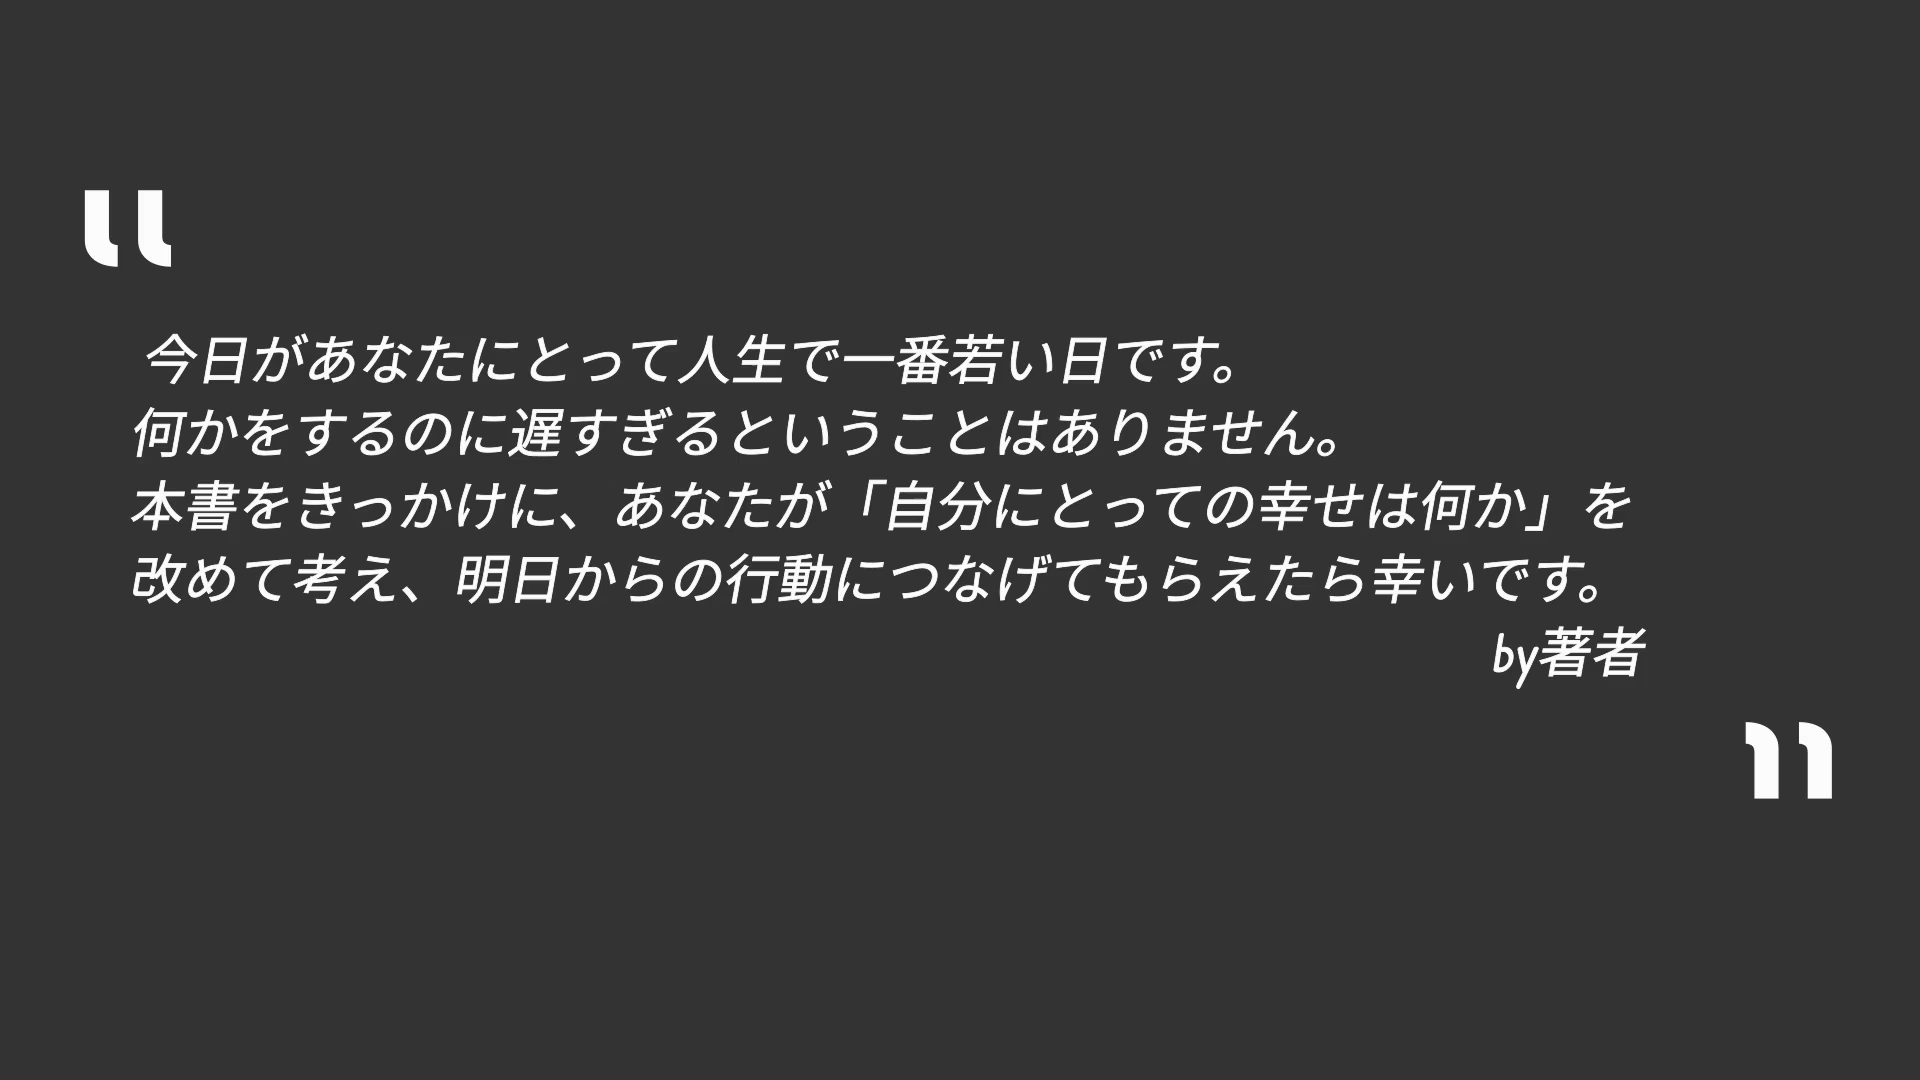 今日があなたにとって人生で一番若い日です。
何かをするのに遅すぎるということはありません。
本書をきっかけに、あなたが「自分にとっての幸せは何か」を
改めて考え、明日からの行動につなげてもらえたら幸いです。
by著者